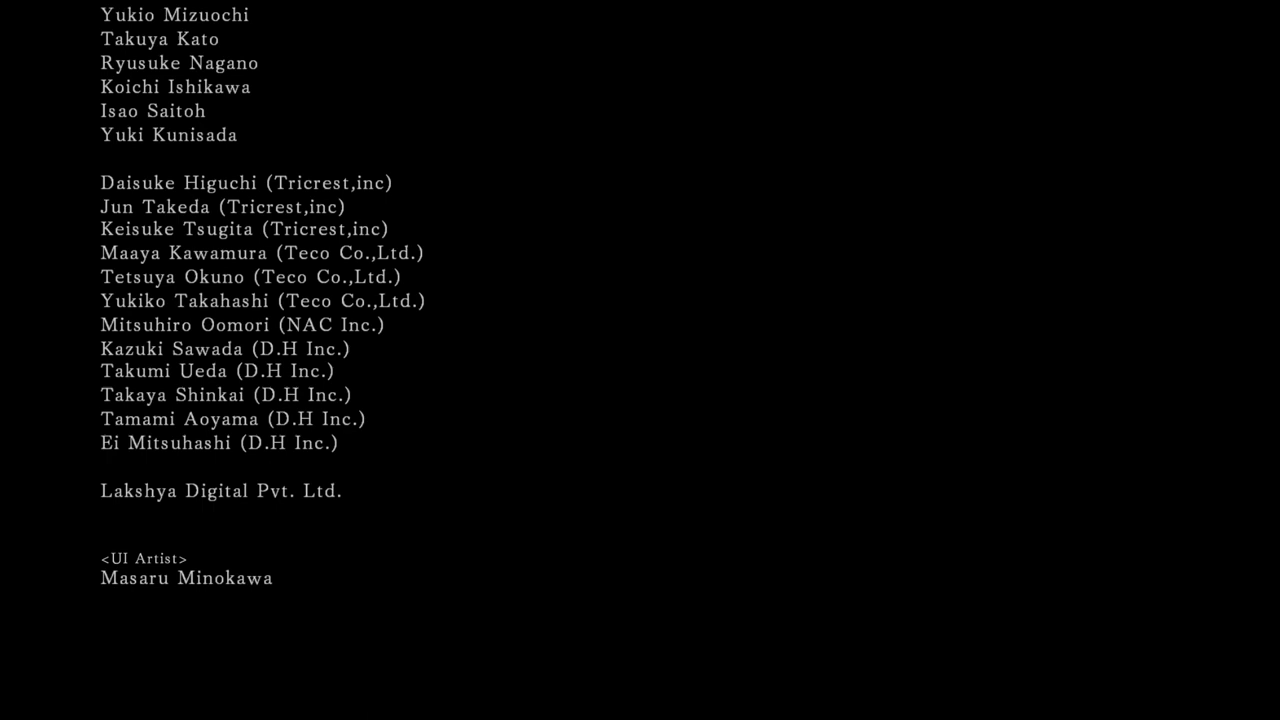 Yukio Mizuochi
Takuya Kato
Ryusuke Nagano
Koichi Ishikawa
Isao Saitoh
Yuki Kunisada
Daisuke Higuchi (Tricrest,inc)
Jun Takeda (Tricrest,inc)
Keisuke Tsugita (Tricrest,inc)
Maaya Kawamura (Teco Co.,Ltd.)
Tetsuya Okuno (Teco Co.,Ltd.)
Yukiko Takahashi (Teco Co.,Ltd.)
Mitsuhiro Oomori (NAC Inc.)
Kazuki Sawada (D.H Inc.)
Takumi Ueda (D.H Inc.)
Takaya Shinkai (D.H Inc.)
Tamami Aoyama (D.H Inc.)
Ei Mitsuhashi (D.H Inc.)
Lakshya Digital Pvt. Ltd.
<UI Artist>
Masaru Minokawa